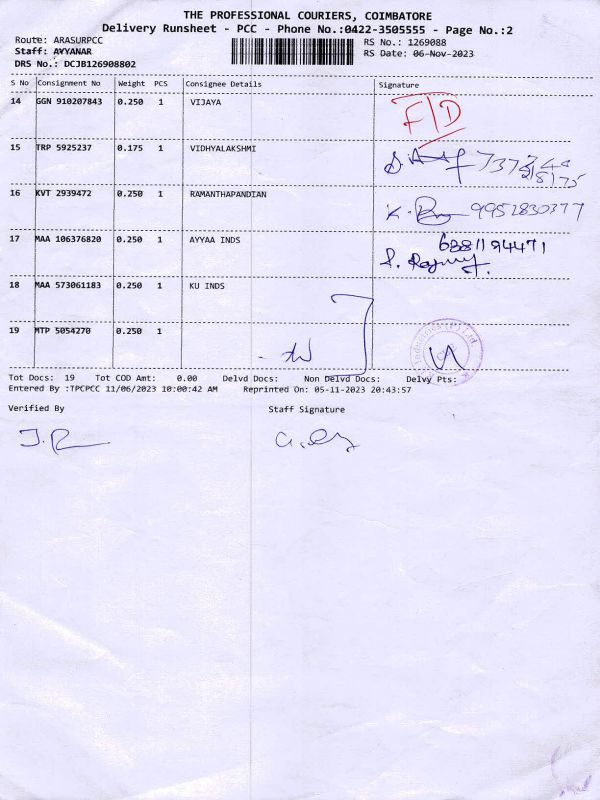 THE PROFESSIONAL COURIERS, COIMBATORE
Delivery Runsheet - PCC - Phone No.:0422-3505555 - Page No.:2
Route: ARASURPCC RS No.: 1269088
Staff: AYYANAR RS Date: 06-Nov-2023
DRS No.: DCJB126908802
S No Consignment No Weight PCS Consignee Details Signature
14 GGN 910207843 0.250 1 VIJAYA F/D
15 TRP 5925237 0.175 1 VIDHYALAKSHMI
16 KVT 2939472 0.250 1 RAMANTHAPANDIAN 9952830377
17 MAA 106376820 0.250 1 AYYAA INDS 6881194471
18 MAA 573061183 0.250 1 KU INDS
19 MTP 5054270 0.250 1
Tot Docs: 19 Tot COD Amt: 0.00 Delvd Docs: Non Delvd Docs: Delvy Pts:
Entered By :TPCPCC 11/06/2023 10:00:42 AM Reprinted On: 05-11-2023 20:43:57
Verified By Staff Signature